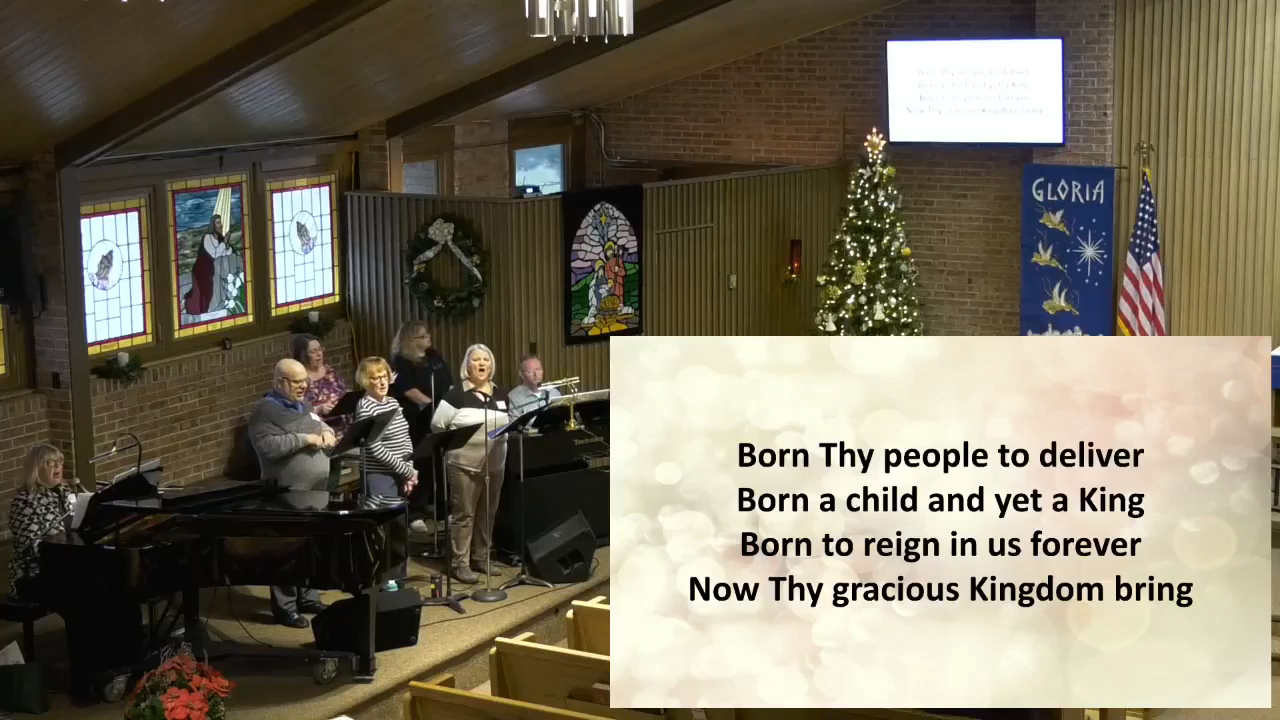 GLORIA
Technics
Born Thy people to deliver
Born a child and yet a King
Born to reign in us forever
Now Thy gracious Kingdom bring